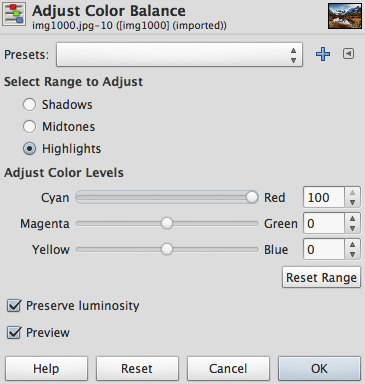 Adjust Color Balance
img1000.jpg-10 ([img1000] (imported))
Presets:
Select Range to Adjust
Shadows
Midtones
Highlights
Adjust Color Levels
Cyan Red 100
Magenta Green 0
Yellow Blue 0
Reset Range
Preserve luminosity
Preview
Help Reset Cancel OK